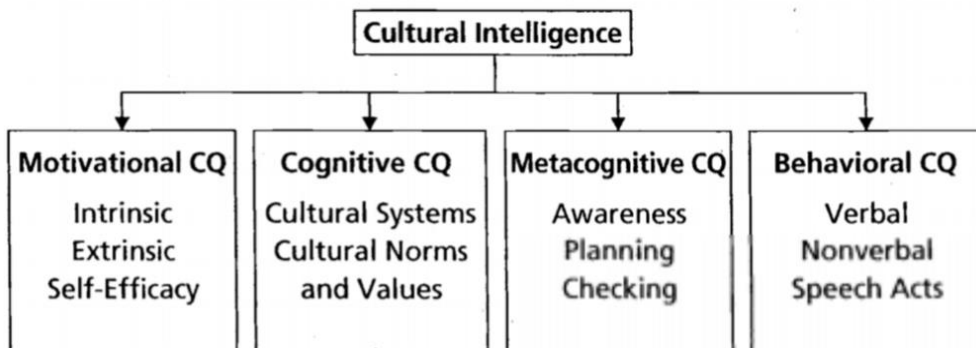 Cultural Intelligence
Motivational CQ
Intrinsic
Extrinsic
Self-Efficacy
Cognitive CQ
Cultural Systems
Cultural Norms
and Values
Metacognitive CQ
Awareness
Planning
Checking
Behavioral CQ
Verbal
Nonverbal
Speech Acts